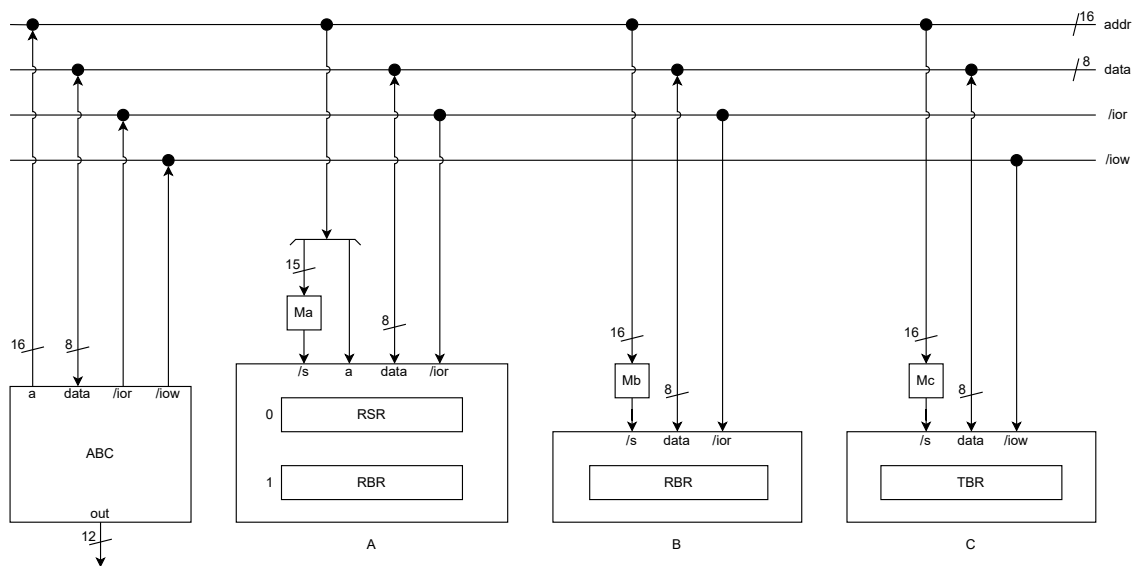 16 addr
8 data
/ior
/iow
15
Ma
16 8
8
16
Mb
8
16
Mc
8
a data /ior /iow
/s a data /ior
/s data /ior
/s data /iow
ABC
0 RSR
1 RBR
RBR
TBR
out
12
A
B
C